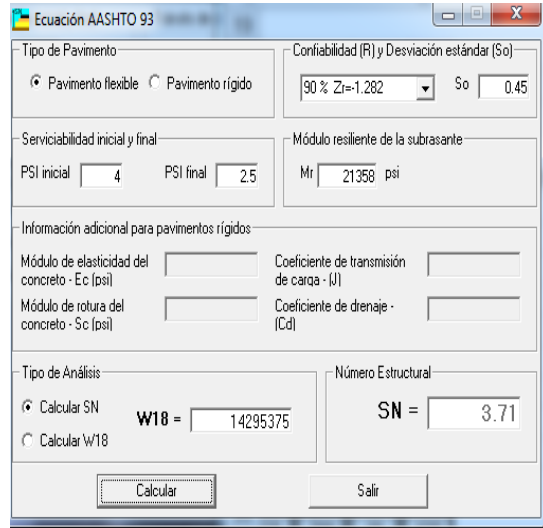 Ecuación AASHTO 93
X
Tipo de Pavimento
Pavimento flexible Pavimento rígido
Confiabilidad (R) y Desviación estándar (So)
90 % Zr=-1.282 So 0.45
Serviciabilidad inicial y final
PSI inicial 4 PSI final 2.5
Módulo resiliente de la subrasante
Mr 21358 psi
Información adicional para pavimentos rígidos
Módulo de elasticidad del
concreto - Ec (psi)
Coeficiente de transmisión
de carga - (J)
Módulo de rotura del
concreto - Sc (psi)
Coeficiente de drenaje -
(Cd)
Tipo de Análisis
Calcular SN
Calcular W18
W18 = 14295375
Número Estructural
SN = 3.71
Calcular Salir